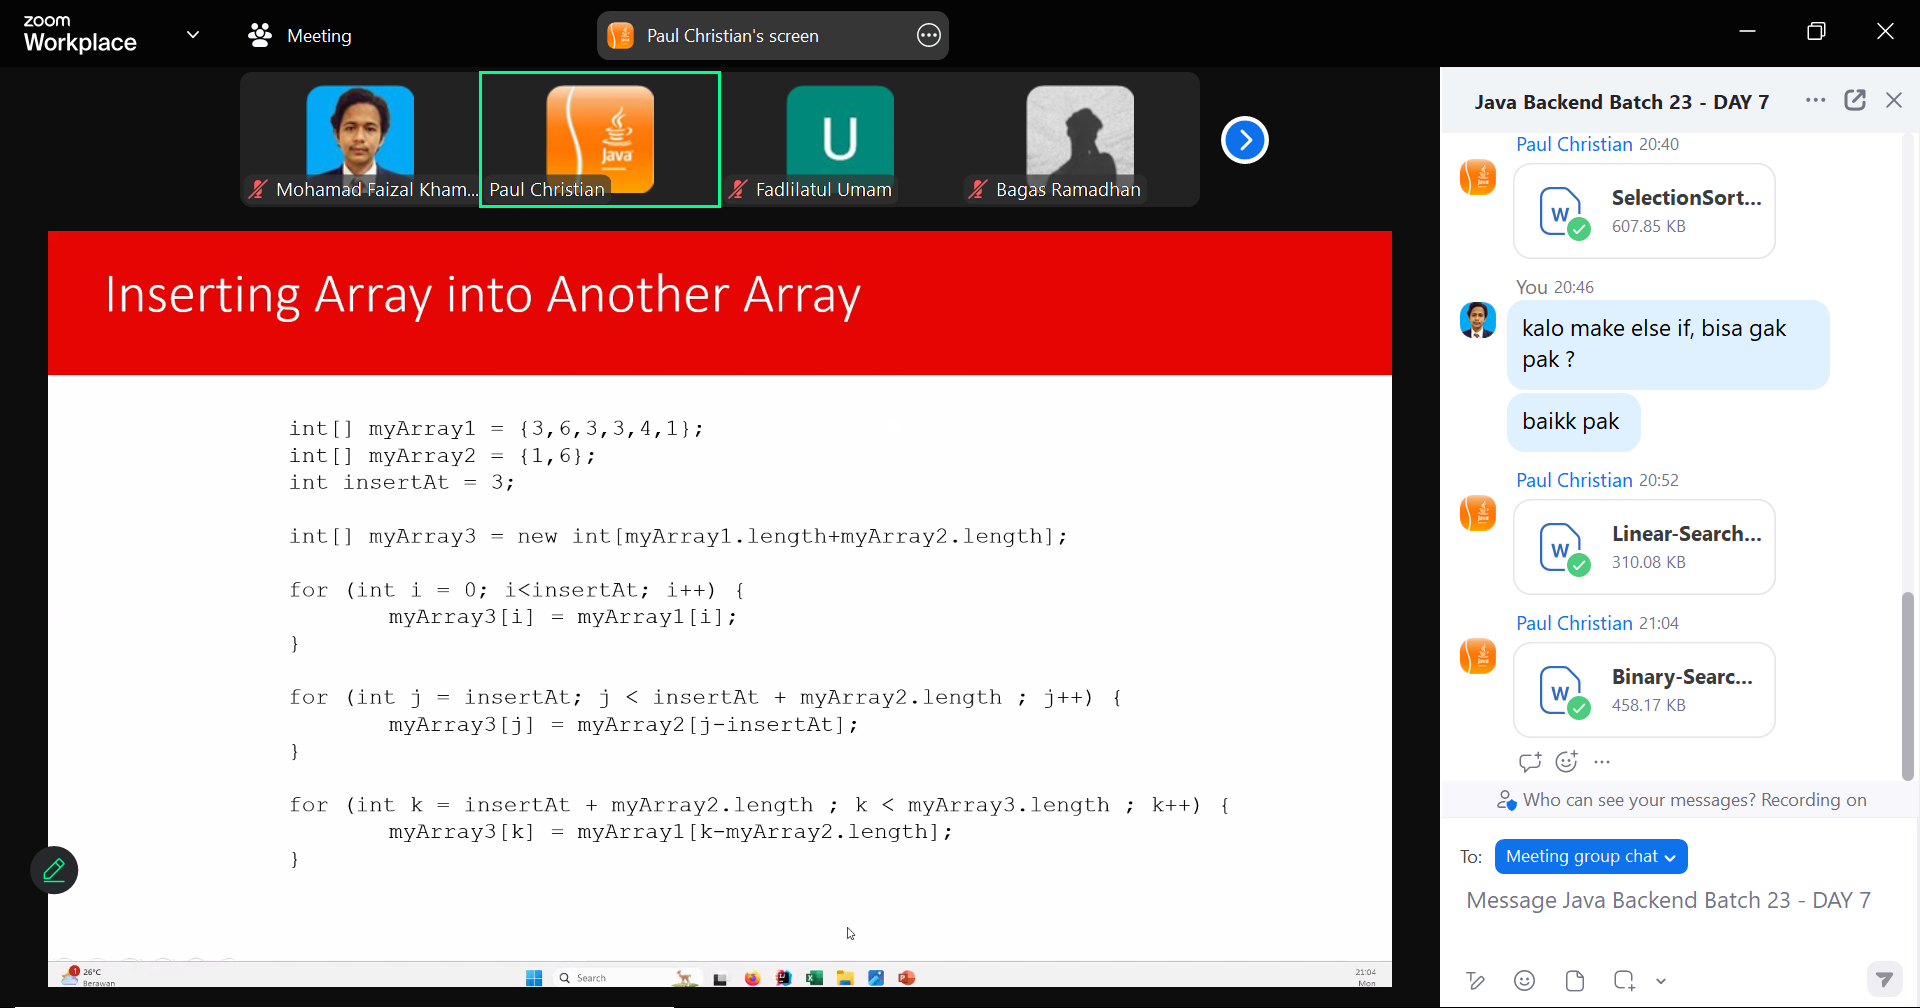 zoom
Workplace
Meeting
Paul Christian's screen
Java
Mohamad Faizal Kham...
Paul Christian
U
Fadlilatul Umam
Bagas Ramadhan
Inserting Array into Another Array
int[] myArray1 = {3,6,3,3,4,1};
int[] myArray2 = {1,6};
int insertAt = 3;
int[] myArray3 = new int[myArray1.length+myArray2.length];
for (int i = 0; i<insertAt; i++) {
myArray3[i] = myArray1[i];
}
for (int j = insertAt; j < insertAt + myArray2.length ; j++) {
myArray3[j] = myArray2[j-insertAt];
}
for (int k = insertAt + myArray2.length ; k < myArray3.length ; k++) {
myArray3[k] = myArray1[k-myArray2.length];
}
1
26°C
Berawan
Search
21:04
Mon
Java Backend Batch 23 - DAY 7
Paul Christian 20:40
W
SelectionSort...
607.85 KB
You 20:46
kalo make else if, bisa gak
pak ?
baikk pak
Paul Christian 20:52
W
Linear-Search...
310.08 KB
Paul Christian 21:04
W
Binary-Searc...
458.17 KB
Who can see your messages? Recording on
To: Meeting group chat
Message Java Backend Batch 23 - DAY 7